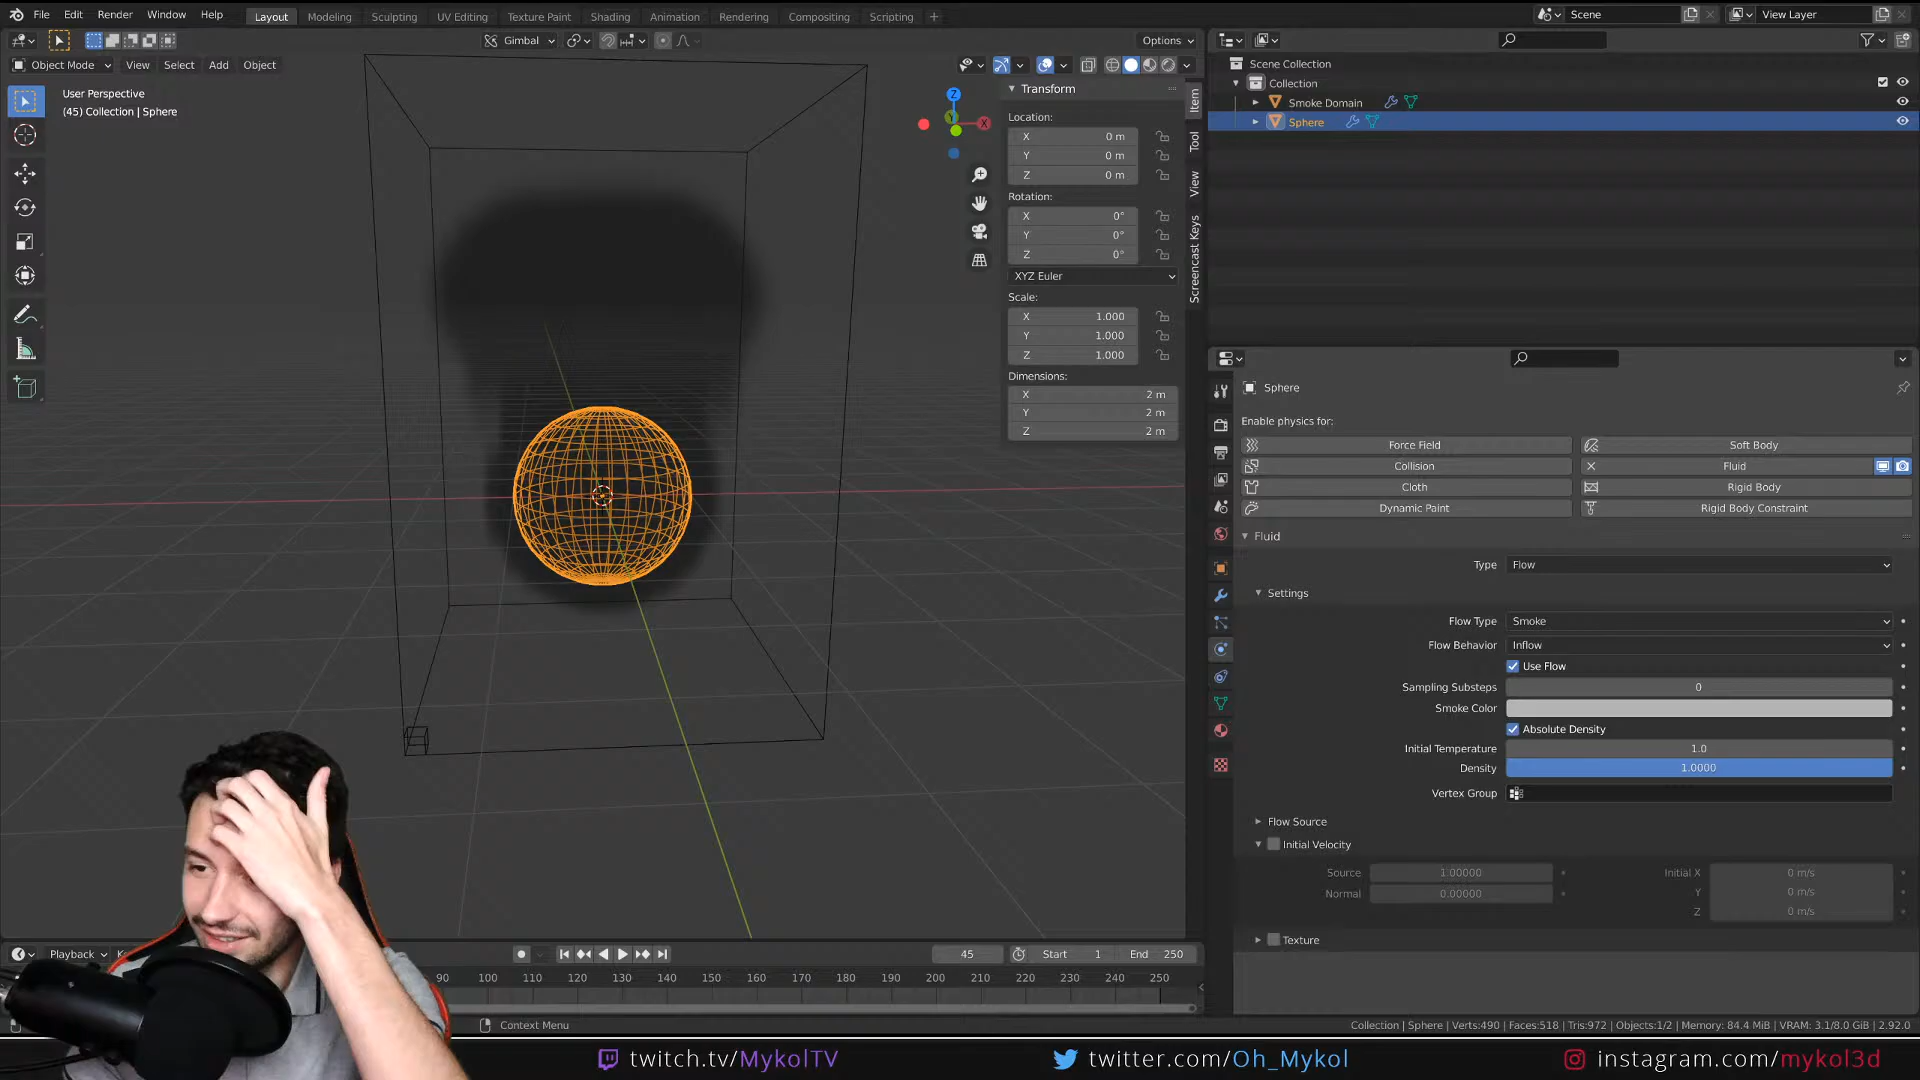 File Edit Render Window Help Layout Modeling Sculpting UV Editing Texture Paint Shading Animation Rendering Compositing Scripting + Scene View Layer
Gimbal Options
Object Mode View Select Add Object
User Perspective
(45) Collection | Sphere
Z
X
Y
Transform
Location:
X 0 m
Y 0 m
Z 0 m
Rotation:
X 0°
Y 0°
Z 0°
XYZ Euler
Scale:
X 1.000
Y 1.000
Z 1.000
Dimensions:
X 2 m
Y 2 m
Z 2 m
Item
Tool
View
Screencast Keys
Scene Collection
Collection
Smoke Domain
Sphere
Sphere
Enable physics for:
Force Field Soft Body
Collision Fluid
Cloth Rigid Body
Dynamic Paint Rigid Body Constraint
Fluid
Type Flow
Settings
Flow Type Smoke
Flow Behavior Inflow
Use Flow
Sampling Substeps 0
Smoke Color
Absolute Density
Initial Temperature 1.0
Density 1.0000
Vertex Group
Flow Source
Initial Velocity
Source 1.00000 Initial X 0 m/s
Normal 0.00000 Y 0 m/s
Z 0 m/s
Texture
Playback 45 Start 1 End 250
90 100 110 120 130 140 150 160 170 180 190 200 210 220 230 240 250
Context Menu
Collection | Sphere | Verts:490 | Faces:518 | Tris:972 | Objects:1/2 | Memory: 84.4 MiB | VRAM: 3.1/8.0 GiB | 2.92.0
twitch.tv/MykolTV twitter.com/Oh_Mykol instagram.com/mykol3d